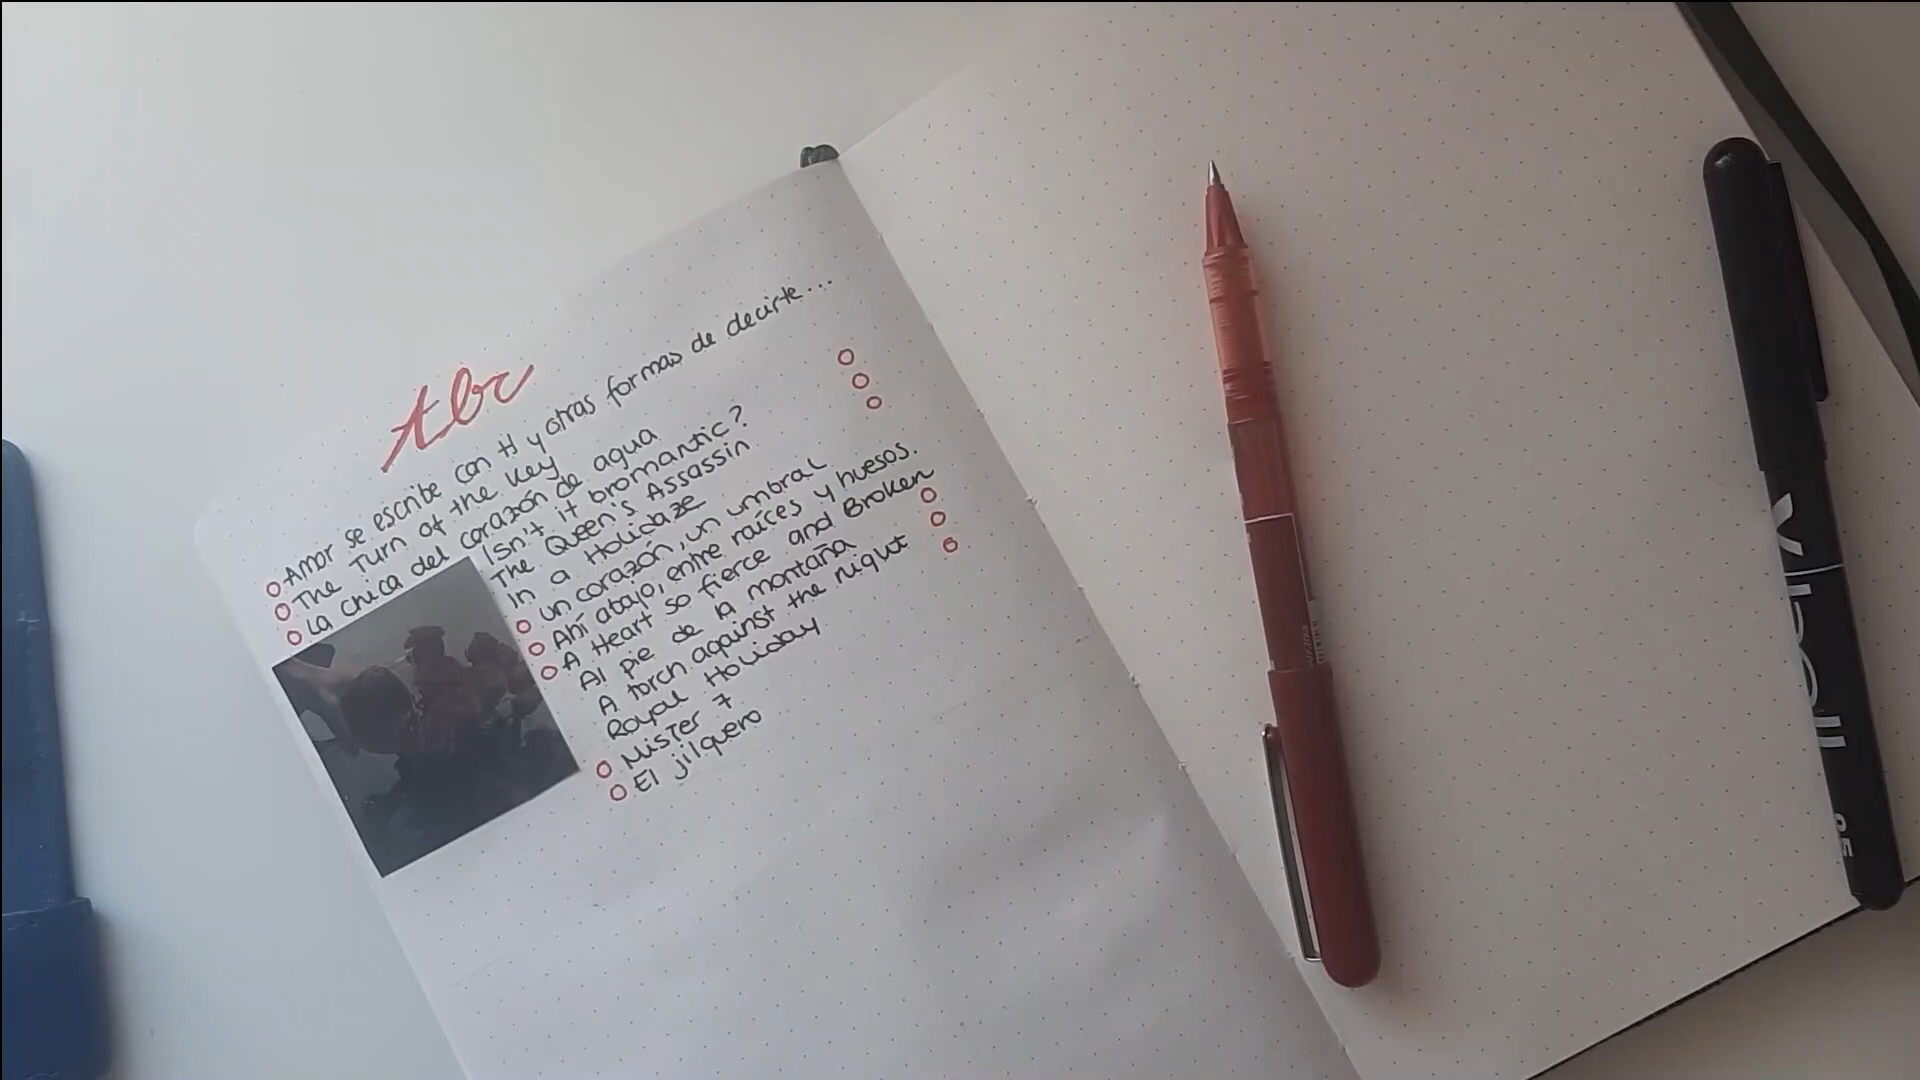 tbr
Amor se escribe con H y otras formas de decirte...
The Turn of the Key
La chica del corazón de agua
Isn't it bromantic?
The Queen's Assassin
In a Holidaze
Un corazón, un umbral
Ahí abajo, entre raíces y huesos.
A Heart so fierce and Broken
Al pie de la montaña
A torch against the night
Royal Holiday
Mister 7
El jilguero
V SIGN
05